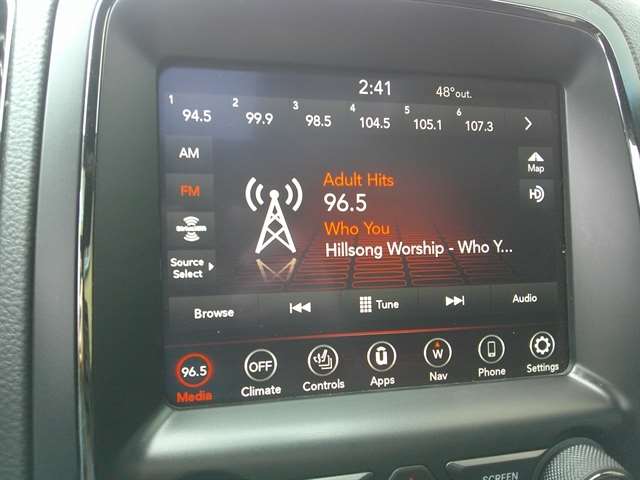 2:41 48° out.
1 94.5 2 99.9 3 98.5 4 104.5 5 105.1 6 107.3
AM
Map
FM
HD
SiriusXM
Source
Select
Adult Hits
96.5
Who You
Hillsong Worship - Who Y...
Browse Tune Audio
96.5 OFF W
Media Climate Controls Apps Nav Phone Settings
SCREEN